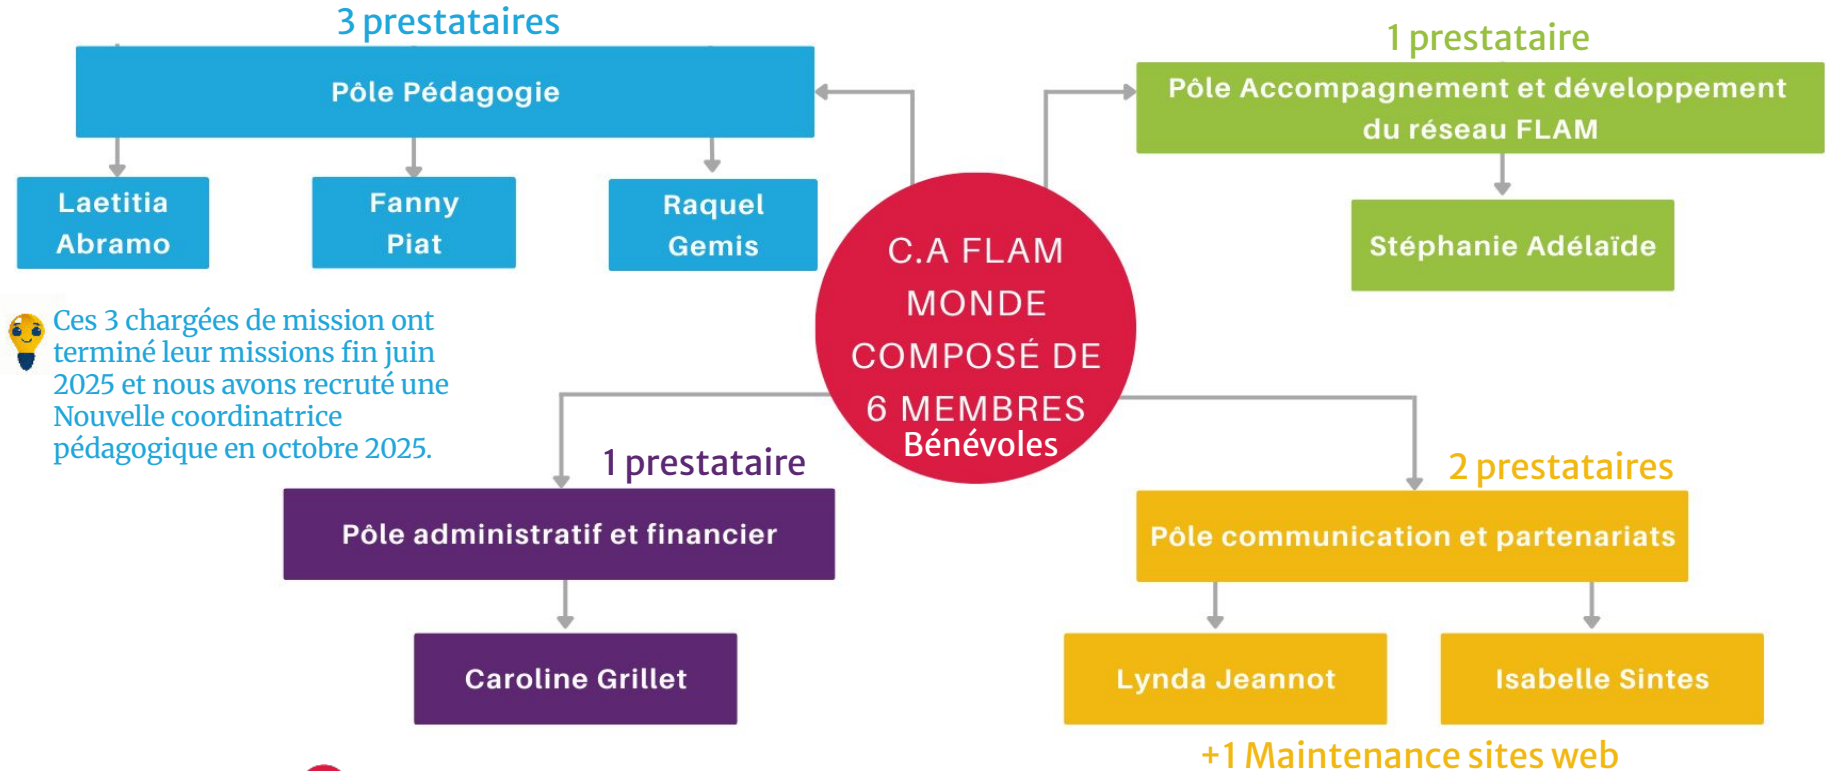 3 prestataires
Pôle Pédagogie
Laetitia
Abramo
Fanny
Piat
Raquel
Gemis
Ces 3 chargées de mission ont
terminé leur missions fin juin
2025 et nous avons recruté une
Nouvelle coordinatrice
pédagogique en octobre 2025.
1 prestataire
Pôle Accompagnement et développement
du réseau FLAM
Stéphanie Adélaïde
C.A FLAM
MONDE
COMPOSÉ DE
6 MEMBRES
Bénévoles
1 prestataire
Pôle administratif et financier
Caroline Grillet
2 prestataires
Pôle communication et partenariats
Lynda Jeannot
Isabelle Sintes
+1 Maintenance sites web